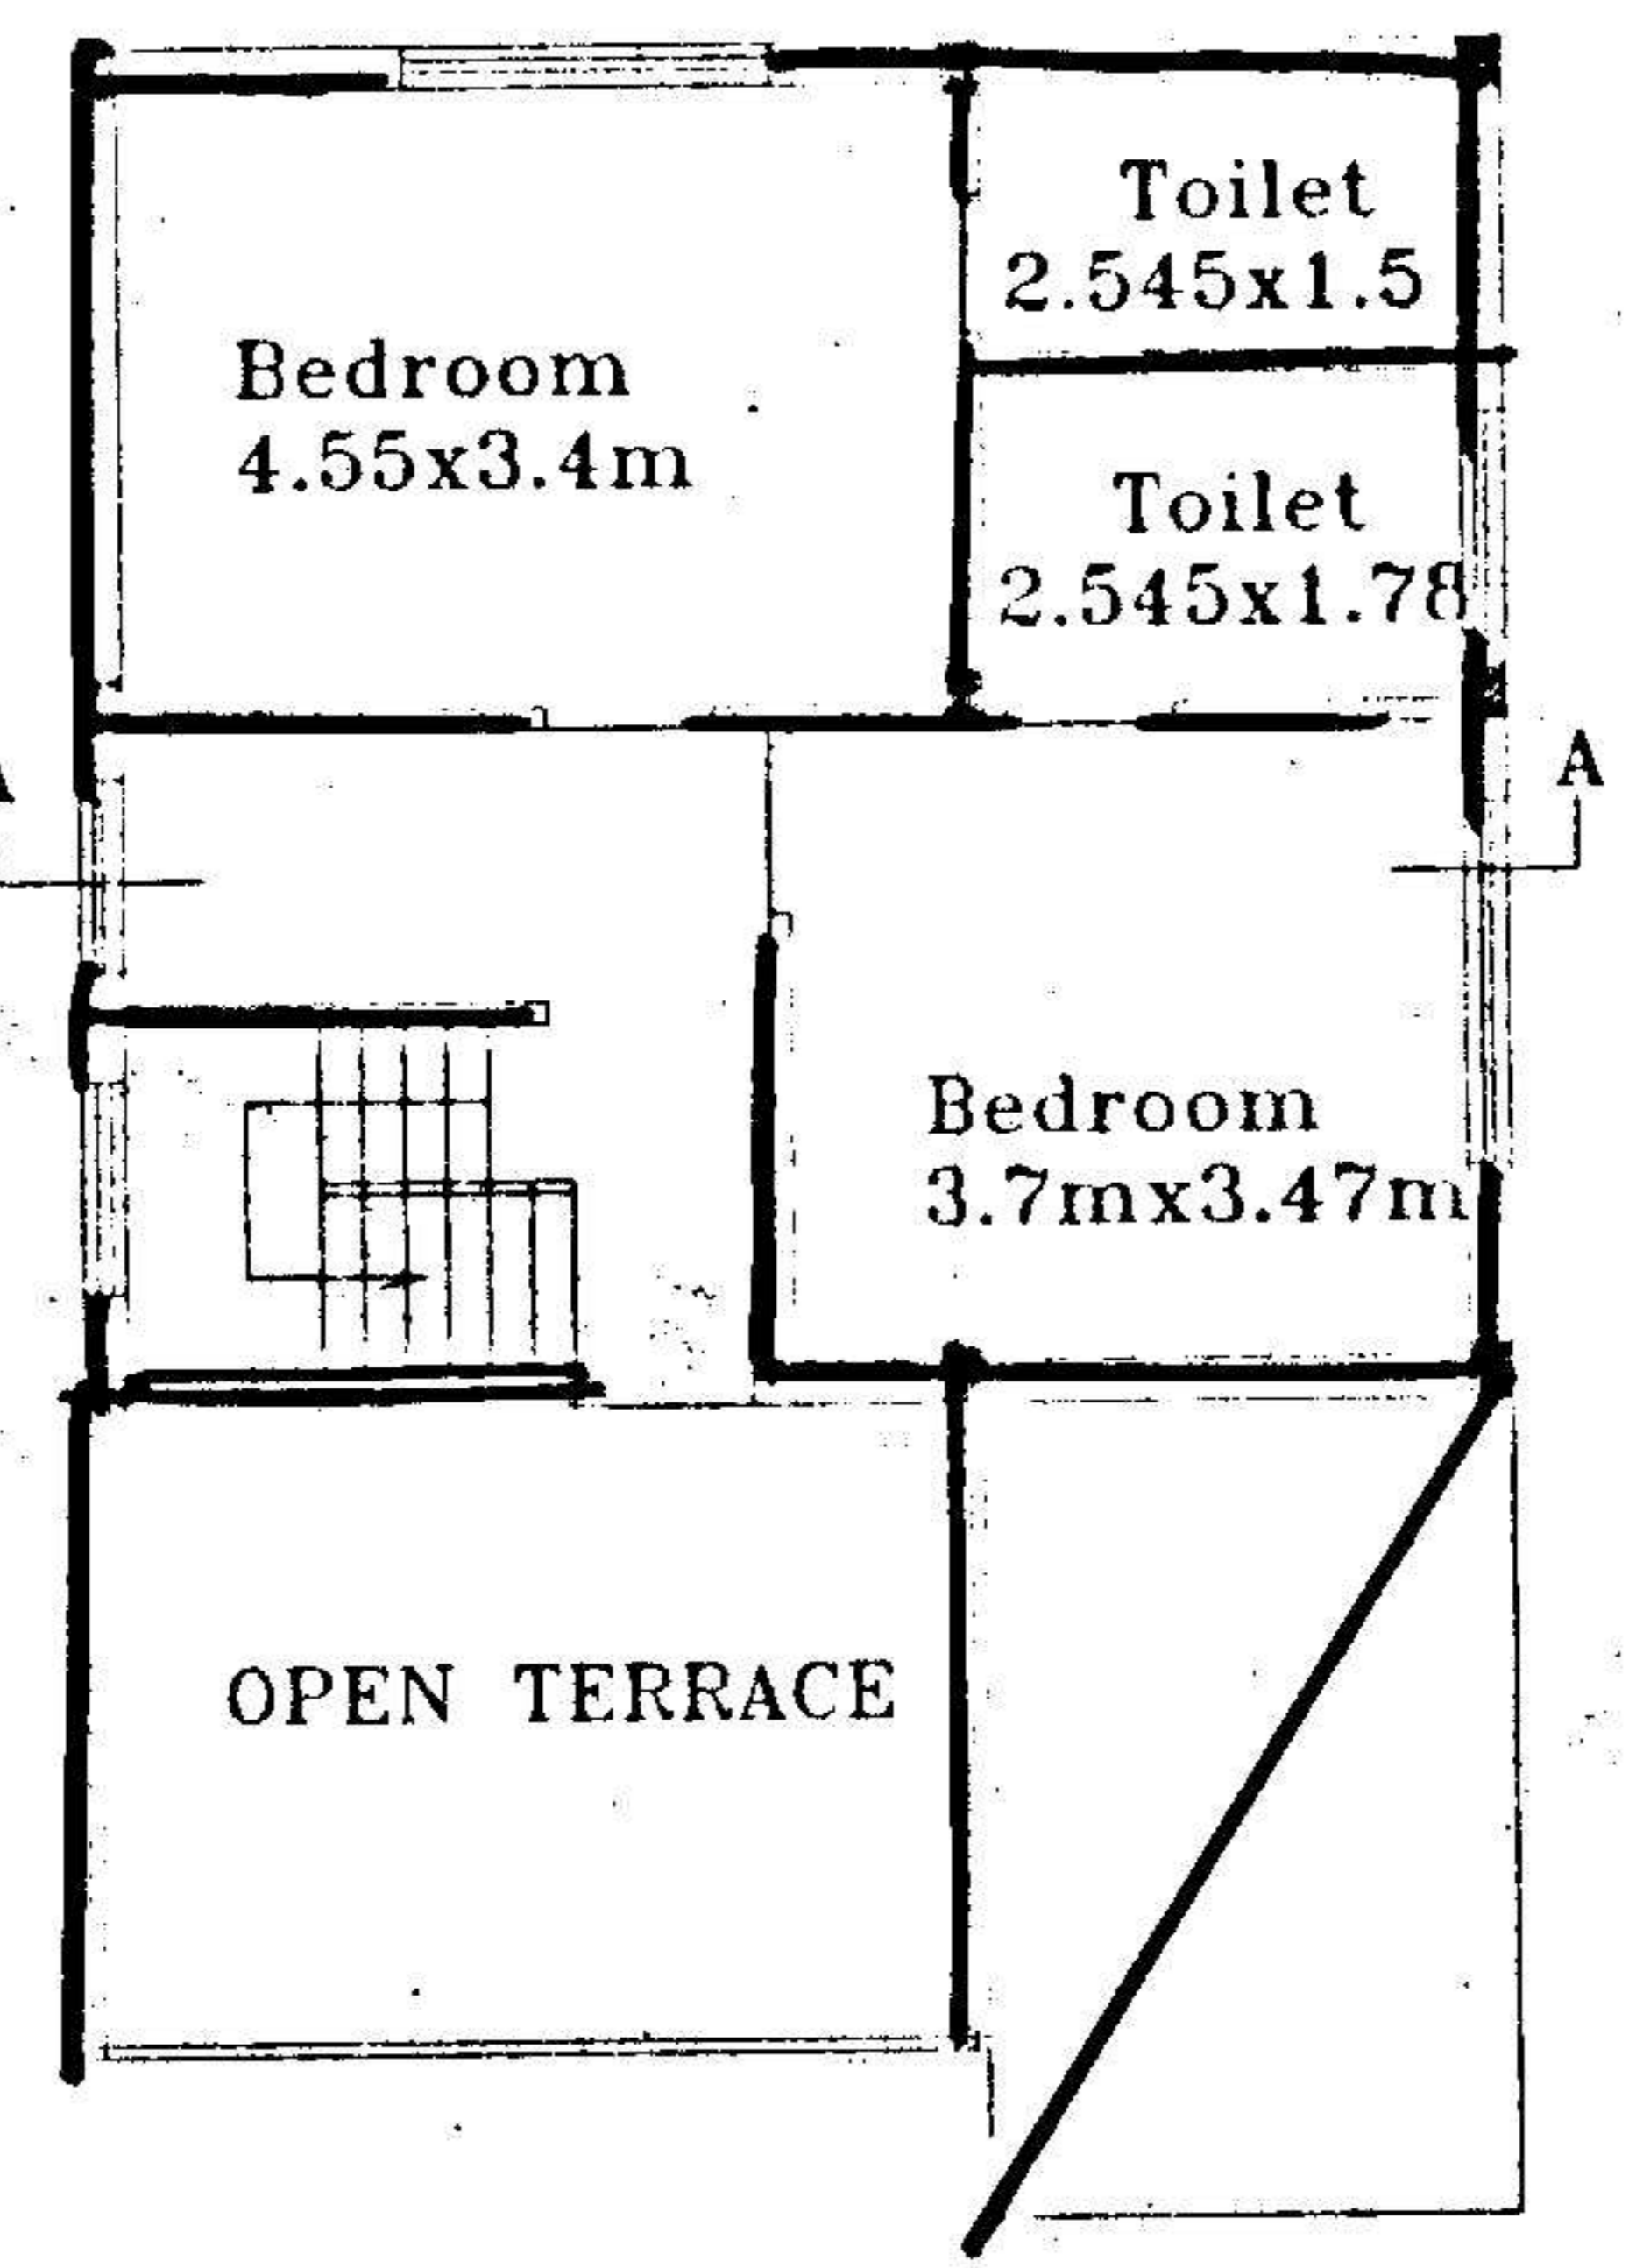 Toilet
2.545x1.5
Bedroom
4.55x3.4m
Toilet
2.545x1.78
A
A
Bedroom
3.7mx3.47m
OPEN TERRACE